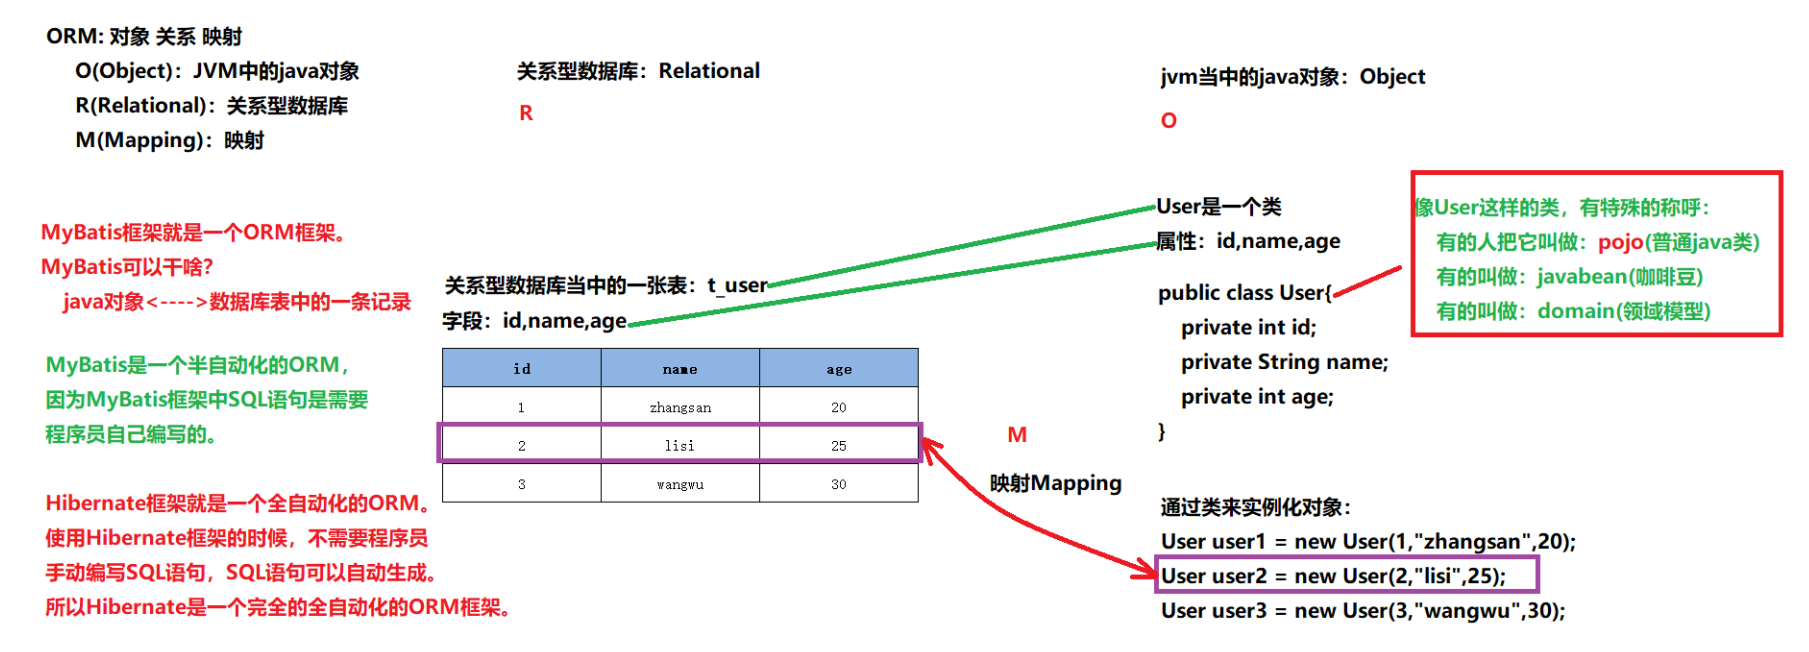 ORM: 对象 关系 映射
O(Object)：JVM中的java对象
R(Relational)：关系型数据库
M(Mapping)：映射
关系型数据库：Relational
R
jvm当中的java对象：Object
O
MyBatis框架就是一个ORM框架。
MyBatis可以干啥？
java对象<---->数据库表中的一条记录
MyBatis是一个半自动化的ORM，
因为MyBatis框架中SQL语句是需要
程序员自己编写的。
Hibernate框架就是一个全自动化的ORM。
使用Hibernate框架的时候，不需要程序员
手动编写SQL语句，SQL语句可以自动生成。
所以Hibernate是一个完全的全自动化的ORM框架。
关系型数据库当中的一张表：t_user
字段：id,name,age
id name age
1 zhangsan 20
2 lisi 25
3 wangwu 30
M
映射Mapping
User是一个类
属性：id,name,age
public class User{
private int id;
private String name;
private int age;
}
通过类来实例化对象：
User user1 = new User(1,"zhangsan",20);
User user2 = new User(2,"lisi",25);
User user3 = new User(3,"wangwu",30);
像User这样的类，有特殊的称呼：
有的人把它叫做：pojo(普通java类)
有的叫做：javabean(咖啡豆)
有的叫做：domain(领域模型)